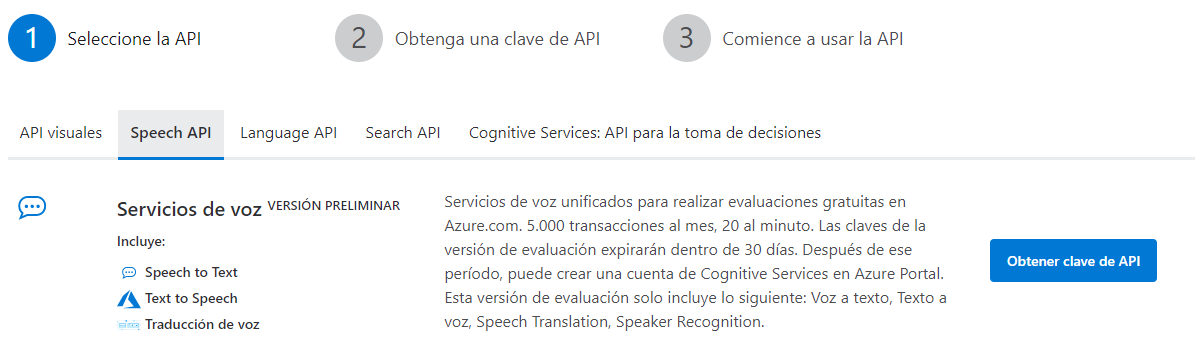 1 Seleccione la API
2 Obtenga una clave de API
3 Comience a usar la API
API visuales
Speech API
Language API
Search API
Cognitive Services: API para la toma de decisiones
Servicios de voz VERSIÓN PRELIMINAR
Incluye:
Speech to Text
Text to Speech
Traducción de voz
Servicios de voz unificados para realizar evaluaciones gratuitas en
Azure.com. 5.000 transacciones al mes, 20 al minuto. Las claves de la
versión de evaluación expirarán dentro de 30 días. Después de ese
período, puede crear una cuenta de Cognitive Services en Azure Portal.
Esta versión de evaluación solo incluye lo siguiente: Voz a texto, Texto a
voz, Speech Translation, Speaker Recognition.
Obtener clave de API